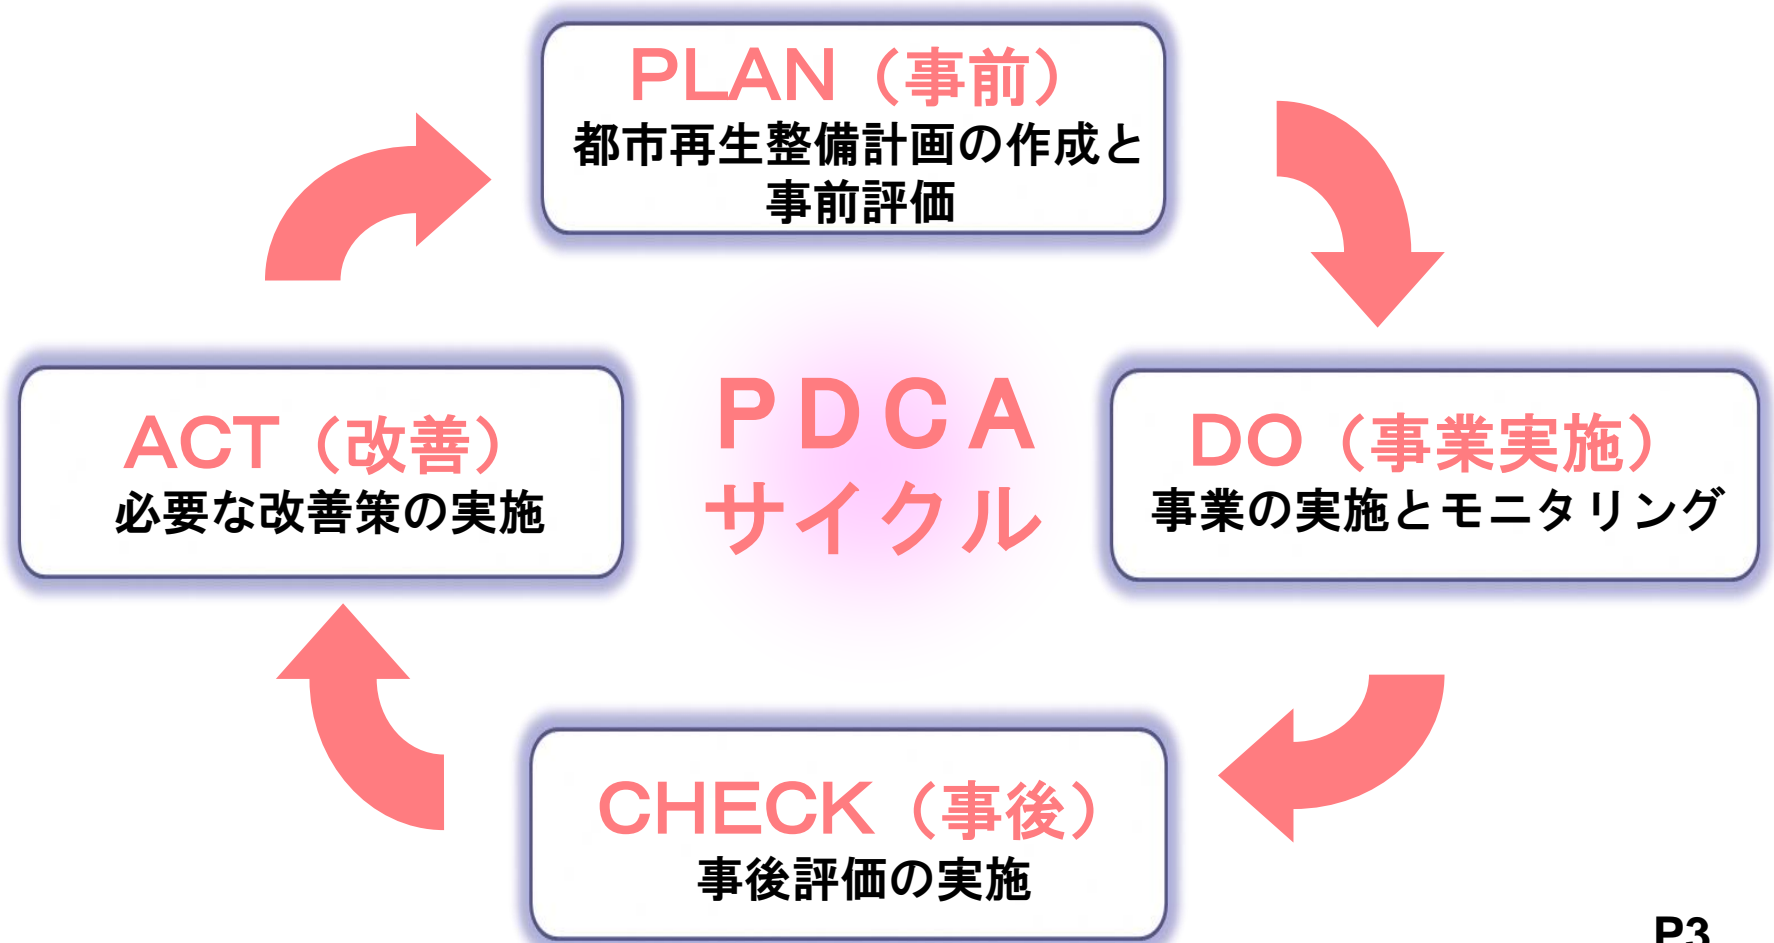 PLAN（事前）
都市再生整備計画の作成と
事前評価
ACT（改善）
必要な改善策の実施
PDCA
サイクル
DO（事業実施）
事業の実施とモニタリング
CHECK（事後）
事後評価の実施
P3